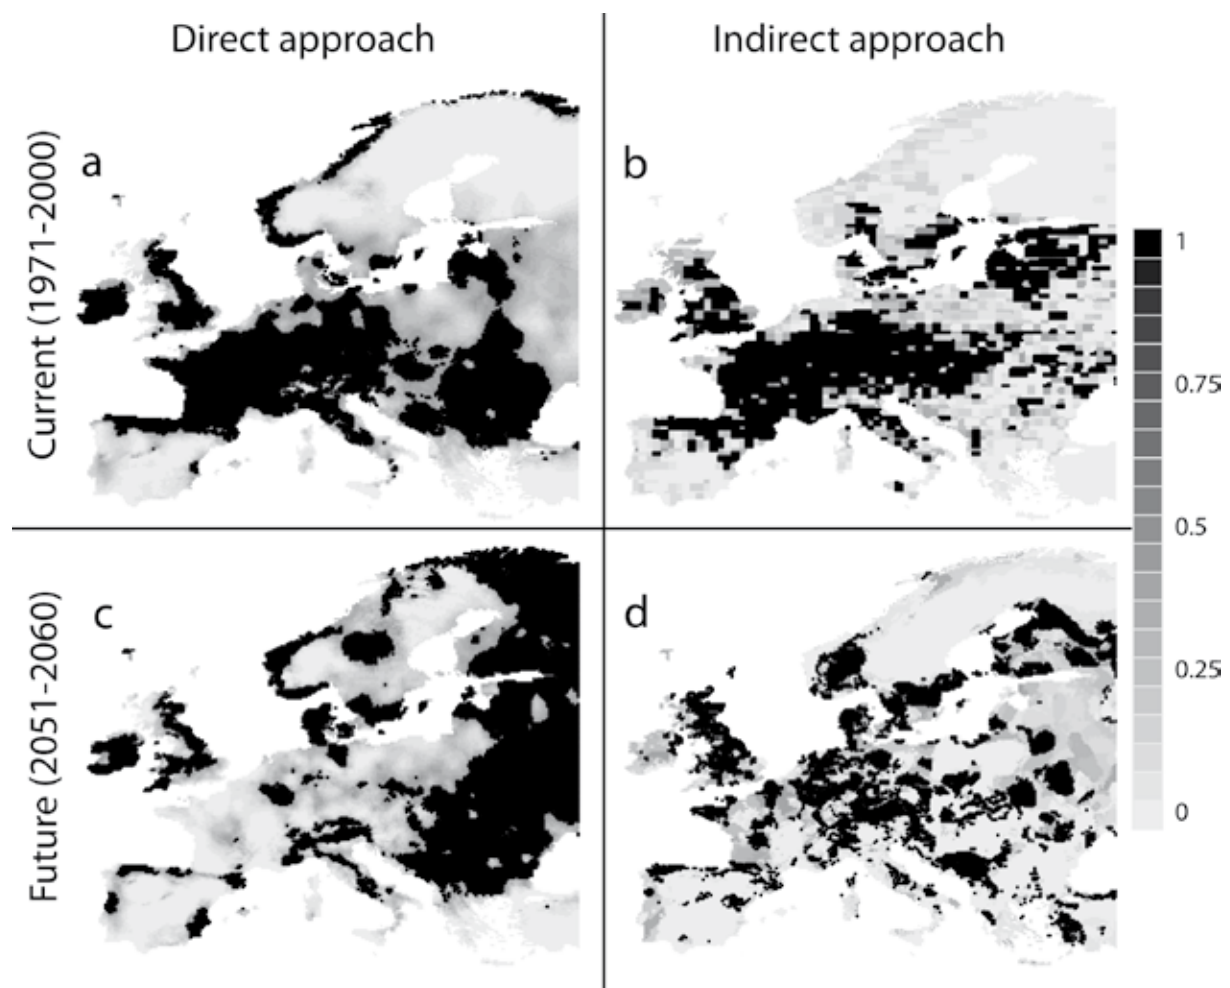 Direct approach
Indirect approach
Current (1971-2000)
a
b
1
0.75
0.5
0.25
0
Future (2051-2060)
c
d